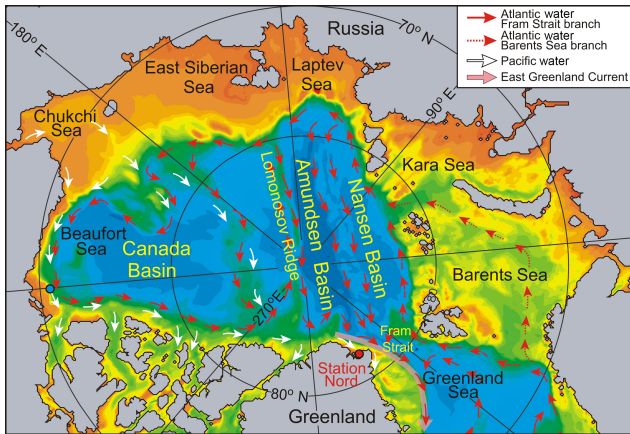 -180° E
Russia
70° N
Atlantic water
Fram Strait branch
Atlantic water
Barents Sea branch
Pacific water
East Greenland Current
East Siberian
Sea
Laptev
Sea
Chukchi
Sea
-90° E
Kara Sea
Lomonosov Ridge
Amundsen
Basin
Nansen Basin
Beaufort
Sea
Canada
Basin
Barents Sea
-270°E
Fram
Strait
Station
Nord
Greenland
Sea
80° N
Greenland